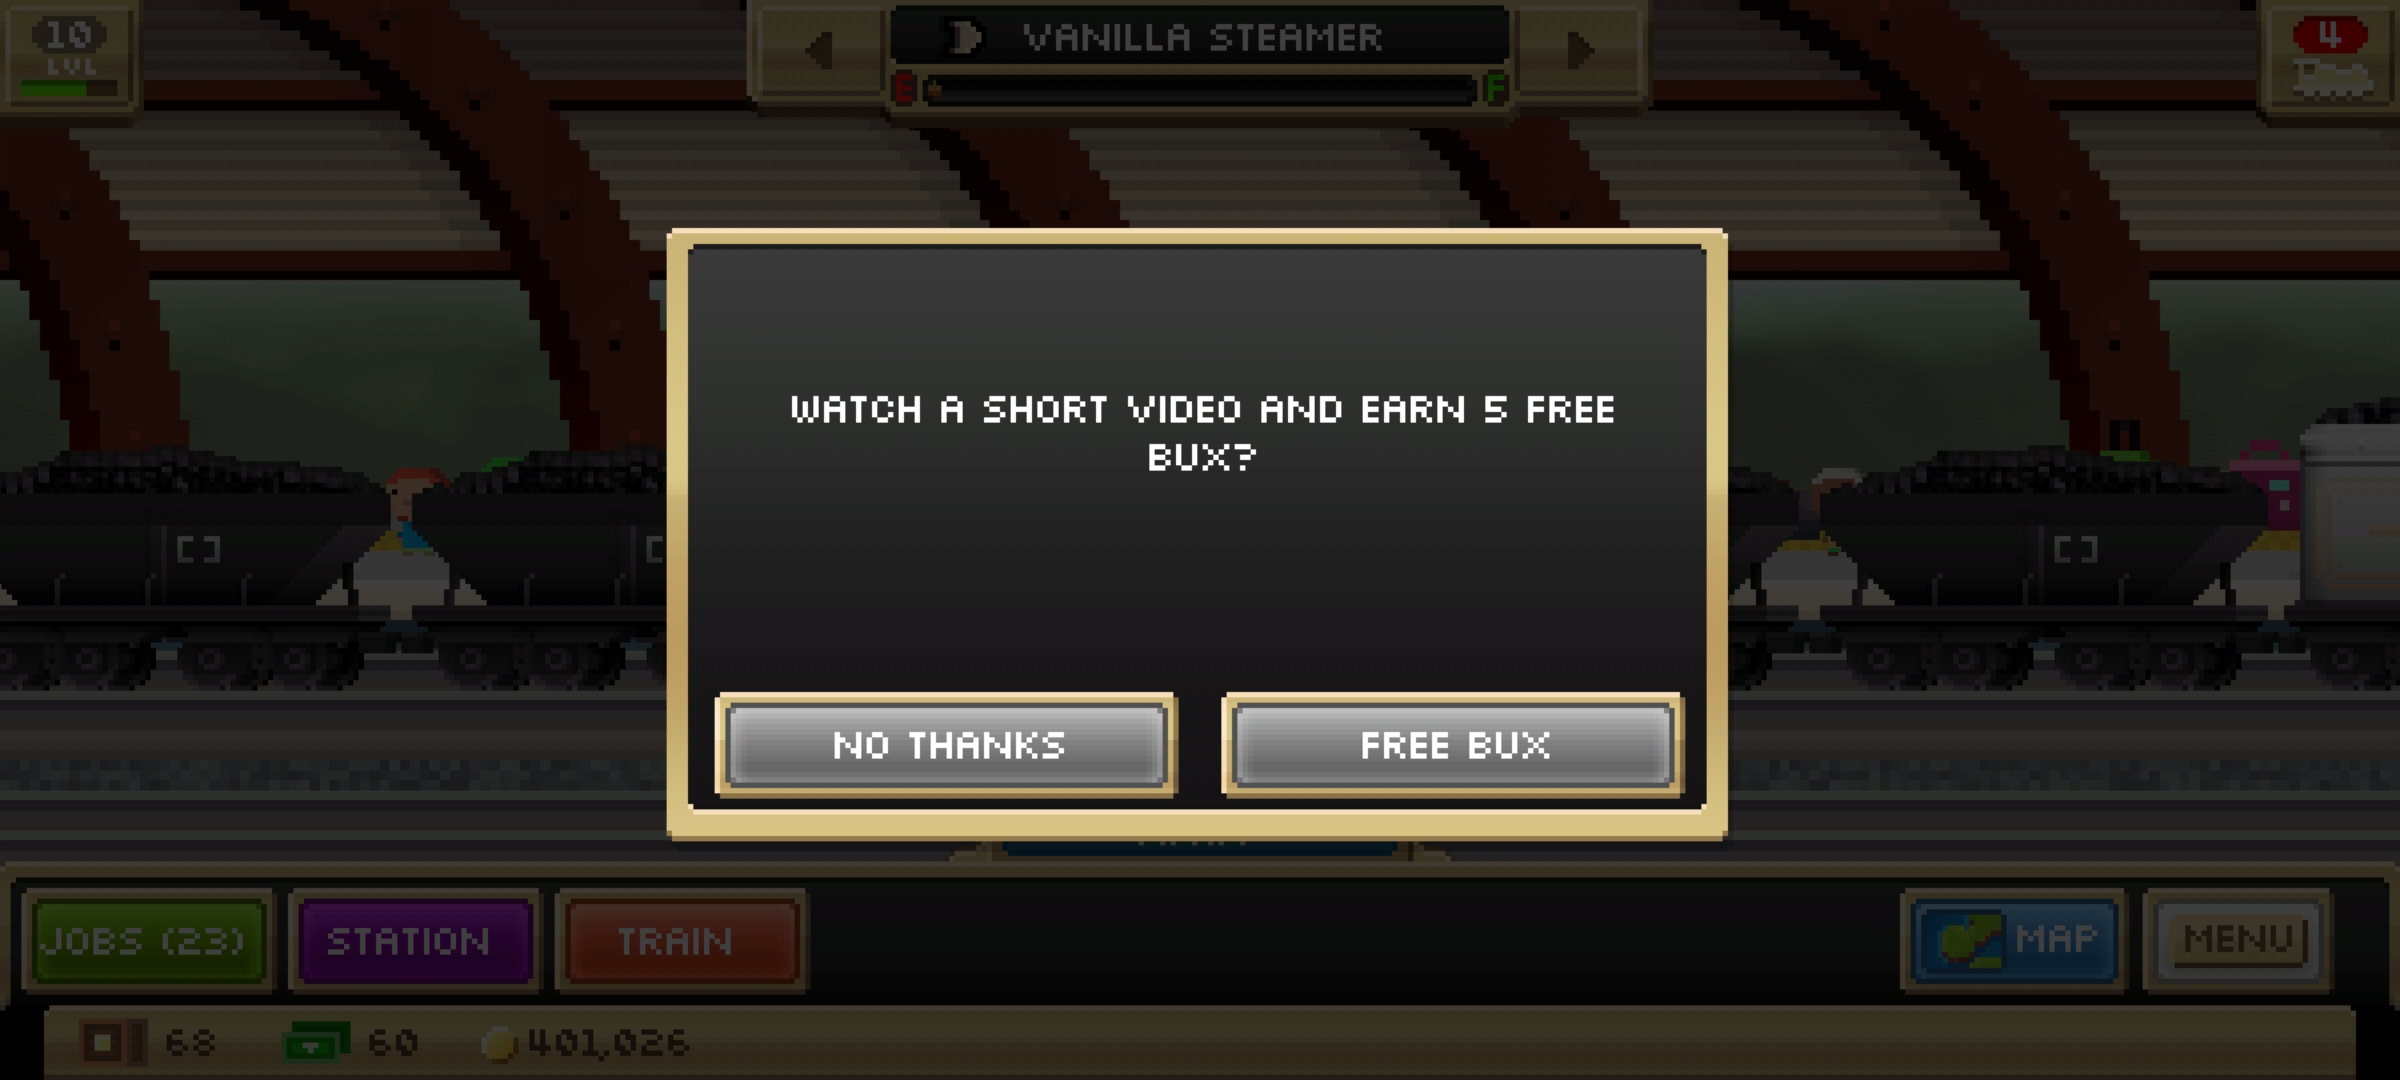 10
LVL
VANILLA STEAMER
E F
4
WATCH A SHORT VIDEO AND EARN 5 FREE
BUX?
NO THANKS
FREE BUX
JOBS (23)
STATION
TRAIN
MAP
MENU
68
60
401,026